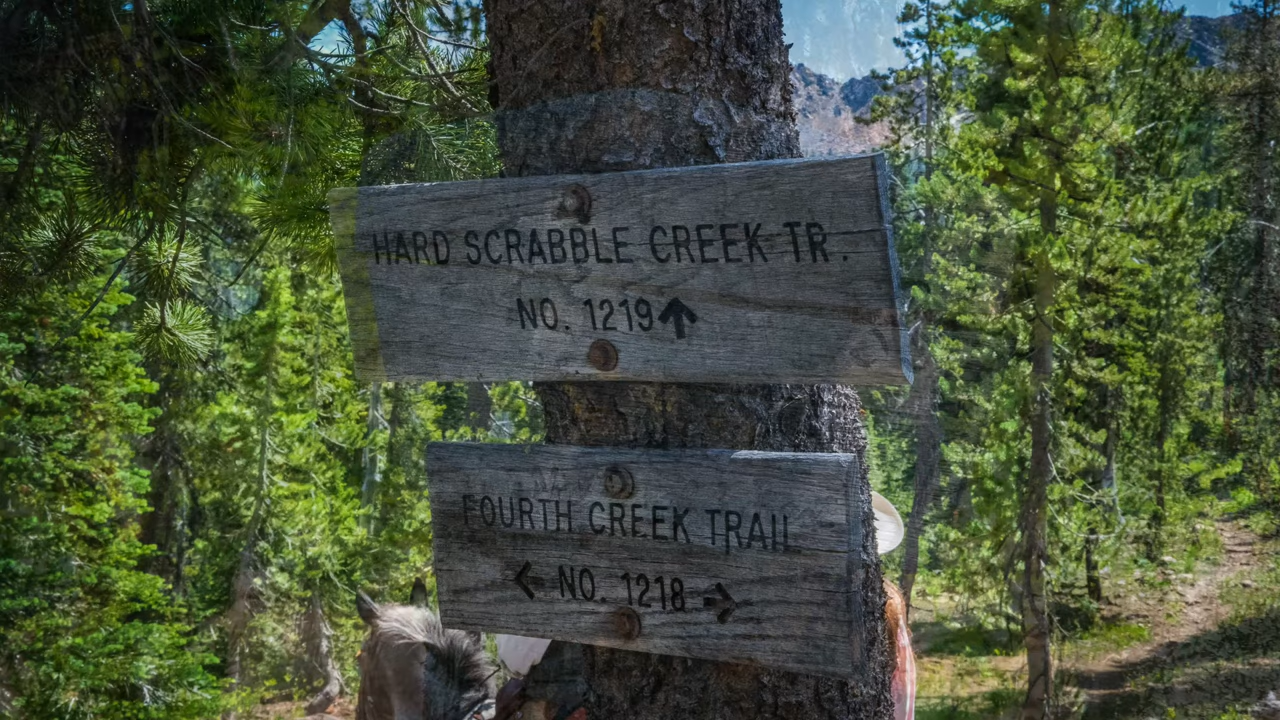 HARD SCRABBLE CREEK TR.
NO. 1219↑
FOURTH CREEK TRAIL
← NO. 1218 →